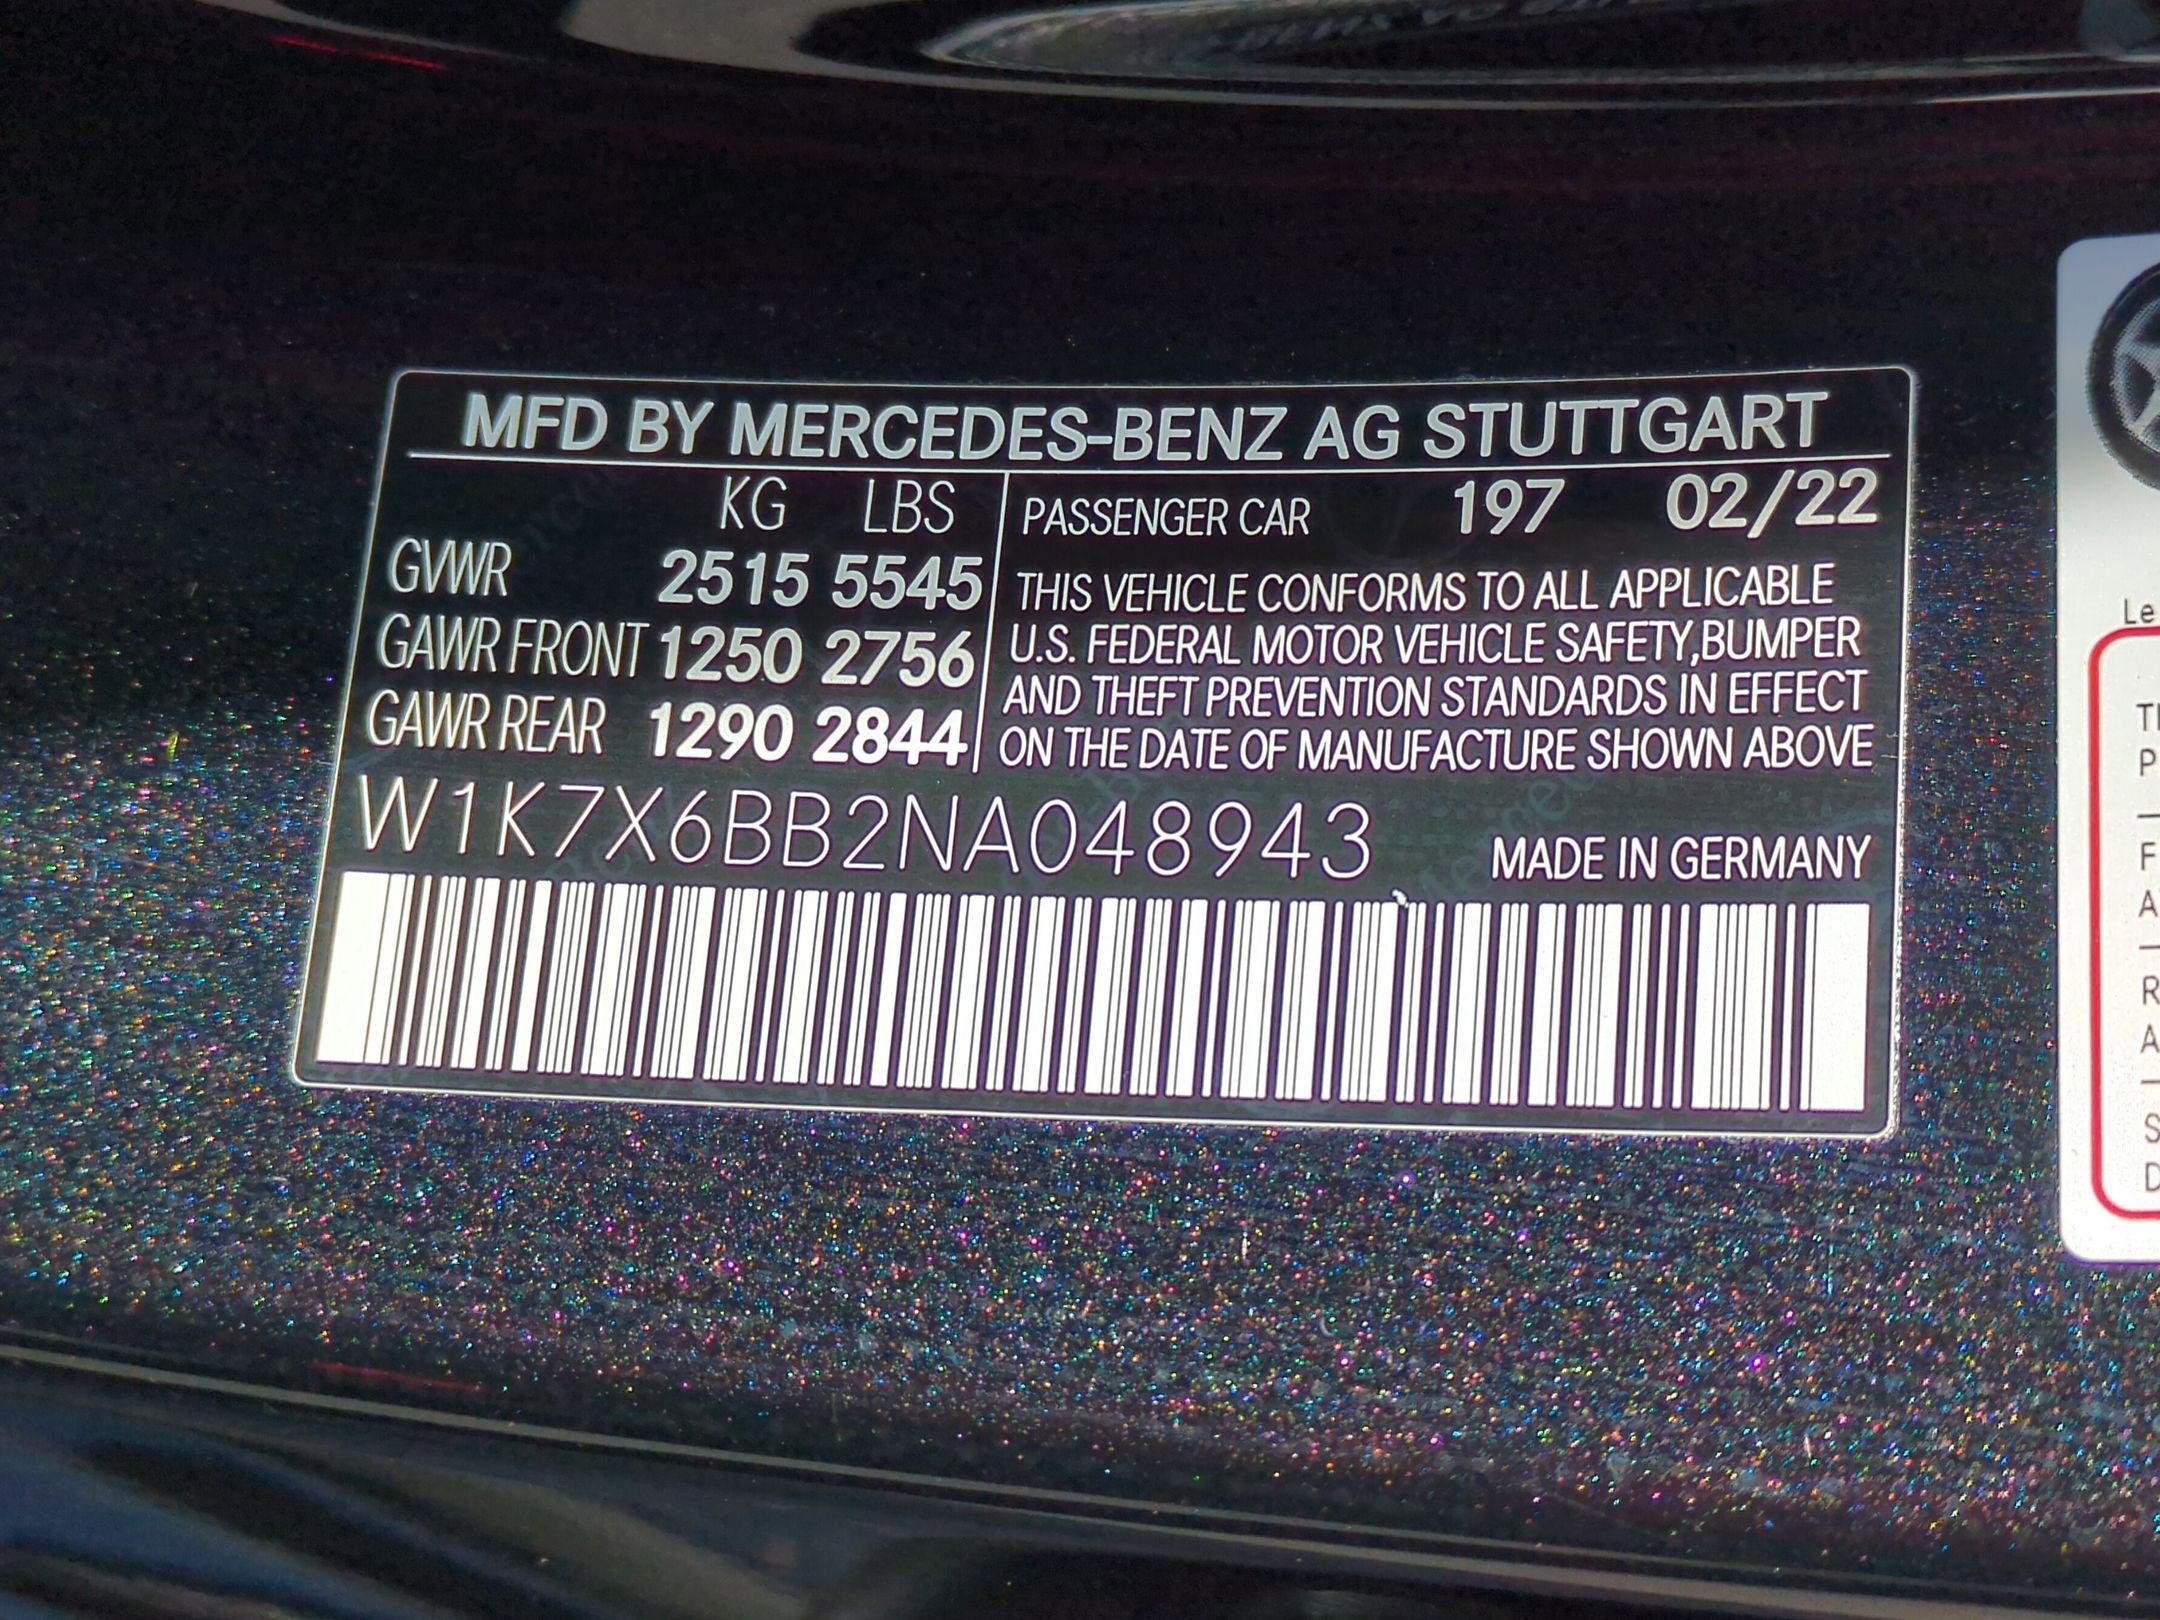 MFD BY MERCEDES-BENZ AG STUTTGART
KG LBS
GVWR 2515 5545
GAWR FRONT 1250 2756
GAWR REAR 1290 2844
PASSENGER CAR 197 02/22
THIS VEHICLE CONFORMS TO ALL APPLICABLE
U.S. FEDERAL MOTOR VEHICLE SAFETY,BUMPER
AND THEFT PREVENTION STANDARDS IN EFFECT
ON THE DATE OF MANUFACTURE SHOWN ABOVE
W1K7X6BB2NA048943
MADE IN GERMANY
Le